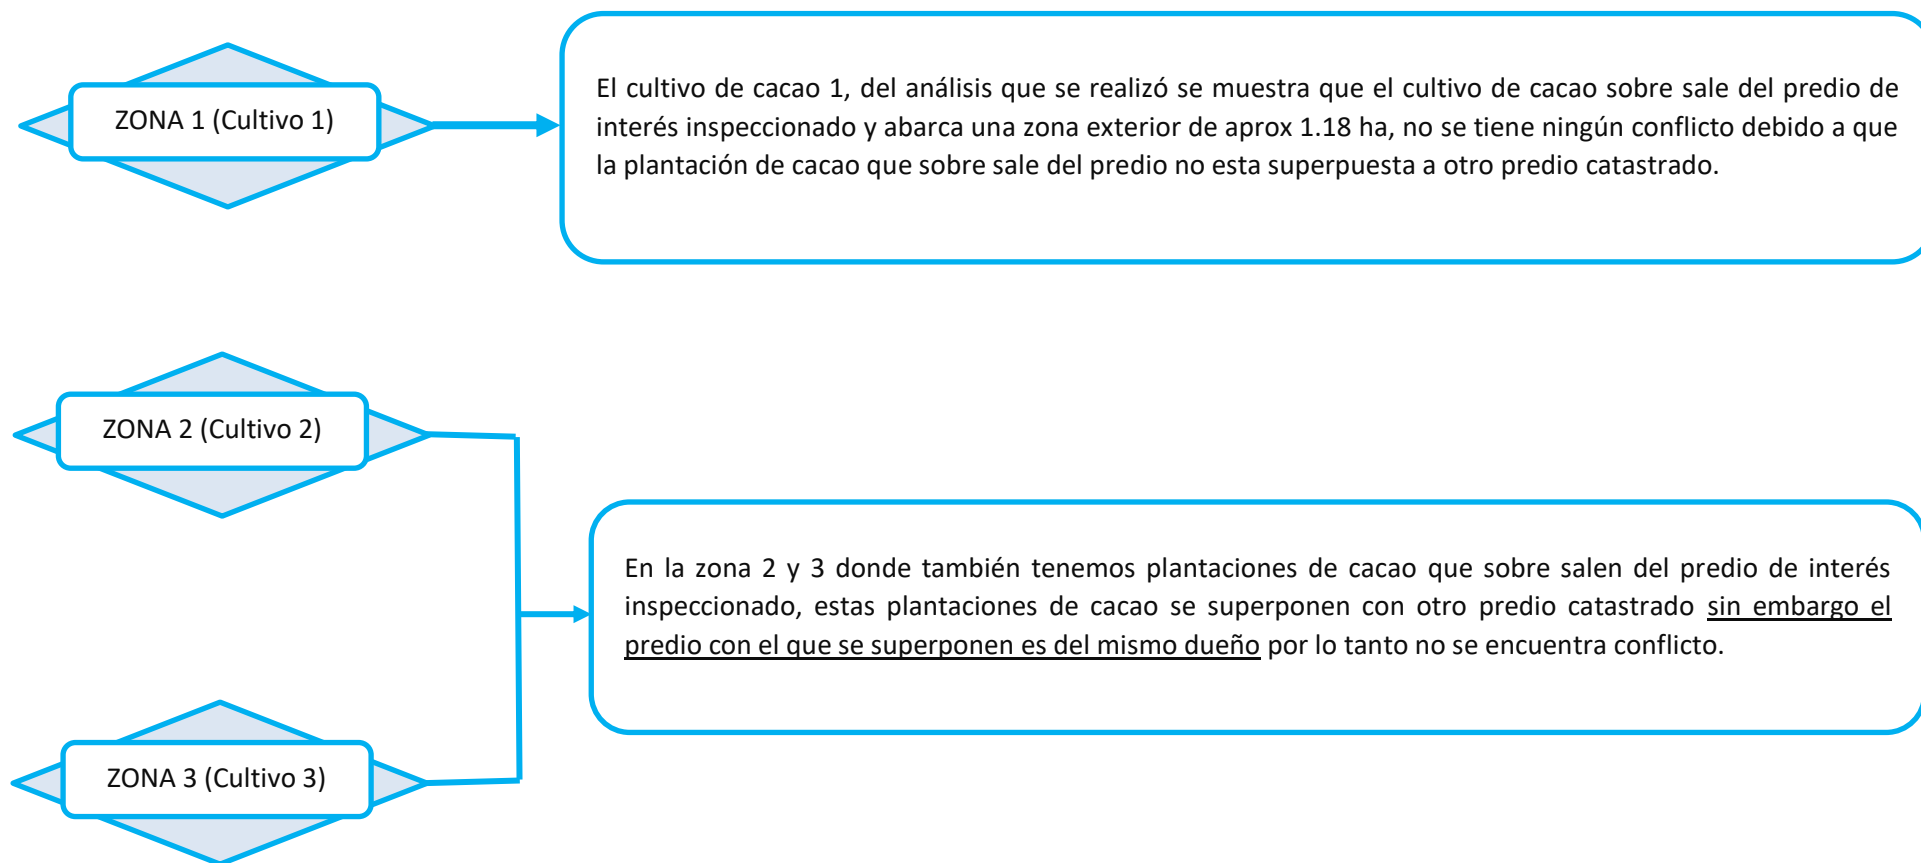 ZONA 1 (Cultivo 1)
El cultivo de cacao 1, del análisis que se realizó se muestra que el cultivo de cacao sobre sale del predio de
interés inspeccionado y abarca una zona exterior de aprox 1.18 ha, no se tiene ningún conflicto debido a que
la plantación de cacao que sobre sale del predio no esta superpuesta a otro predio catastrado.
ZONA 2 (Cultivo 2)
En la zona 2 y 3 donde también tenemos plantaciones de cacao que sobre salen del predio de interés
inspeccionado, estas plantaciones de cacao se superponen con otro predio catastrado sin embargo el
predio con el que se superponen es del mismo dueño por lo tanto no se encuentra conflicto.
ZONA 3 (Cultivo 3)